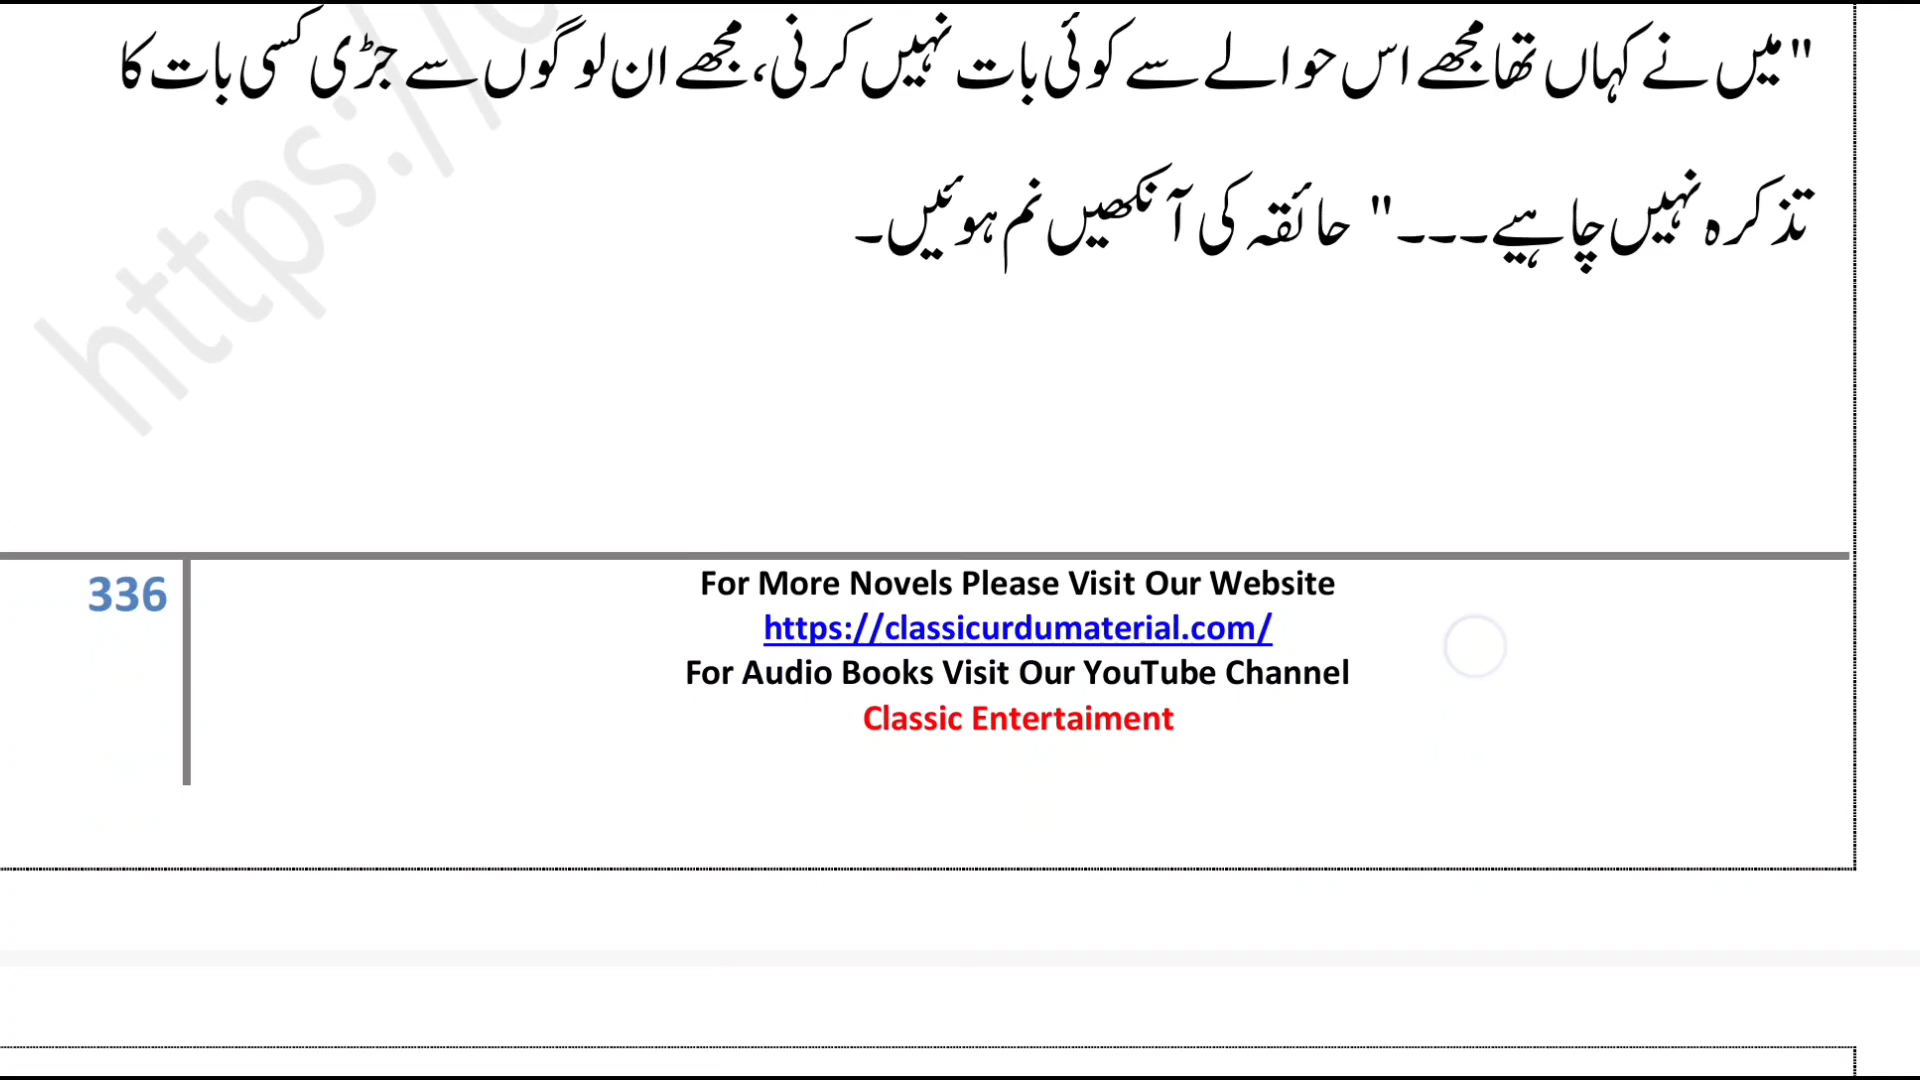 "میں نے کہاں تھا مجھے اس حوالے سے کوئی بات نہیں کرنی، مجھے ان لوگوں سے جڑی کسی بات کا
تذکرہ نہیں چاہیے۔۔۔" حائقہ کی آنکھیں نم ہوئیں۔
https:/
336
For More Novels Please Visit Our Website
https://classicurdumaterial.com/
For Audio Books Visit Our YouTube Channel
Classic Entertaiment